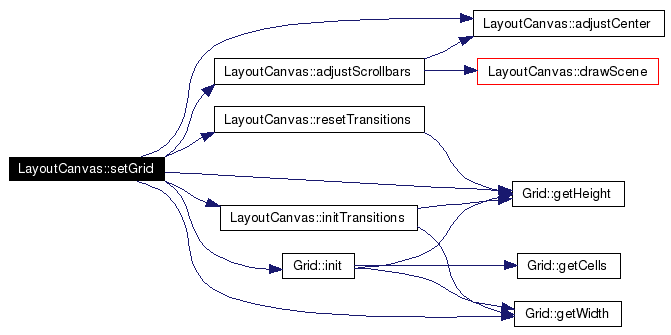 LayoutCanvas::adjustCenter
LayoutCanvas::adjustScrollbars
LayoutCanvas::drawScene
LayoutCanvas::resetTransitions
LayoutCanvas::setGrid
Grid::getHeight
LayoutCanvas::initTransitions
Grid::init
Grid::getCells
Grid::getWidth